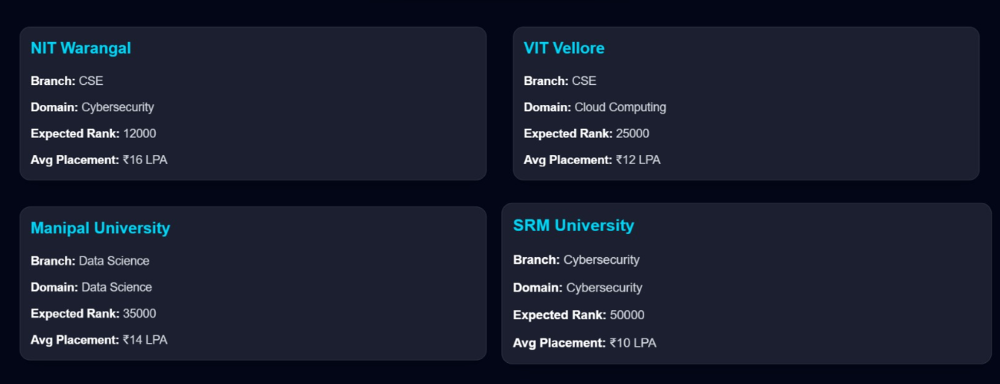 NIT Warangal
Branch: CSE
Domain: Cybersecurity
Expected Rank: 12000
Avg Placement: ₹16 LPA
VIT Vellore
Branch: CSE
Domain: Cloud Computing
Expected Rank: 25000
Avg Placement: ₹12 LPA
Manipal University
Branch: Data Science
Domain: Data Science
Expected Rank: 35000
Avg Placement: ₹14 LPA
SRM University
Branch: Cybersecurity
Domain: Cybersecurity
Expected Rank: 50000
Avg Placement: ₹10 LPA